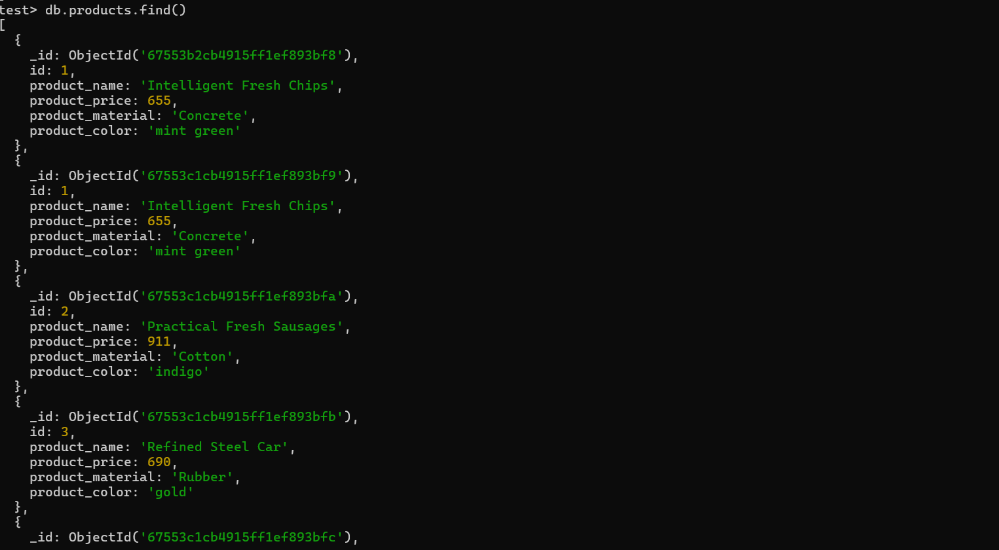 test> db.products.find()
[
  {
    _id: ObjectId('67553b2cb4915ff1ef893bf8'),
    id: 1,
    product_name: 'Intelligent Fresh Chips',
    product_price: 655,
    product_material: 'Concrete',
    product_color: 'mint green'
  },
  {
    _id: ObjectId('67553c1cb4915ff1ef893bf9'),
    id: 1,
    product_name: 'Intelligent Fresh Chips',
    product_price: 655,
    product_material: 'Concrete',
    product_color: 'mint green'
  },
  {
    _id: ObjectId('67553c1cb4915ff1ef893bfa'),
    id: 2,
    product_name: 'Practical Fresh Sausages',
    product_price: 911,
    product_material: 'Cotton',
    product_color: 'indigo'
  },
  {
    _id: ObjectId('67553c1cb4915ff1ef893bfb'),
    id: 3,
    product_name: 'Refined Steel Car',
    product_price: 690,
    product_material: 'Rubber',
    product_color: 'gold'
  },
  {
    _id: ObjectId('67553c1cb4915ff1ef893bfc'),